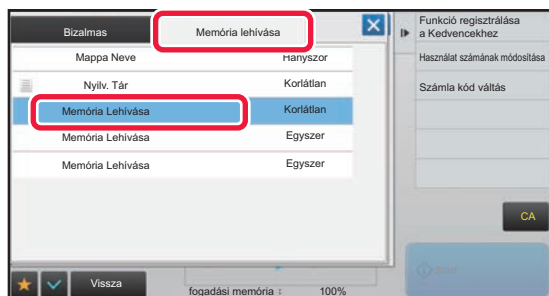 Bizalmas
Memória lehívása
Mappa Neve
Hányszor
Nyilv. Tár
Korlátlan
Memória Lehívása
Korlátlan
Memória Lehívása
Egyszer
Memória Lehívása
Egyszer
Funkció regisztrálása
a Kedvencekhez
Használat számának módosítása
Számla kód váltás
CA
Vissza
fogadási memória :
100%
Start